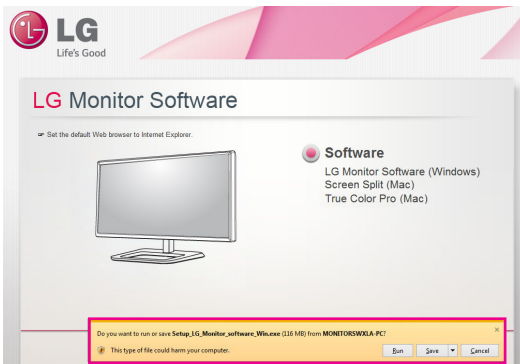 LG
Life's Good
LG Monitor Software
☞ Set the default Web browser to Internet Explorer.
Software
LG Monitor Software (Windows)
Screen Split (Mac)
True Color Pro (Mac)
Do you want to run or save Setup_LG_Monitor_software_Win.exe (116 MB) from MONITORSWXLA-PC?
×
This type of file could harm your computer.
Run Save Cancel